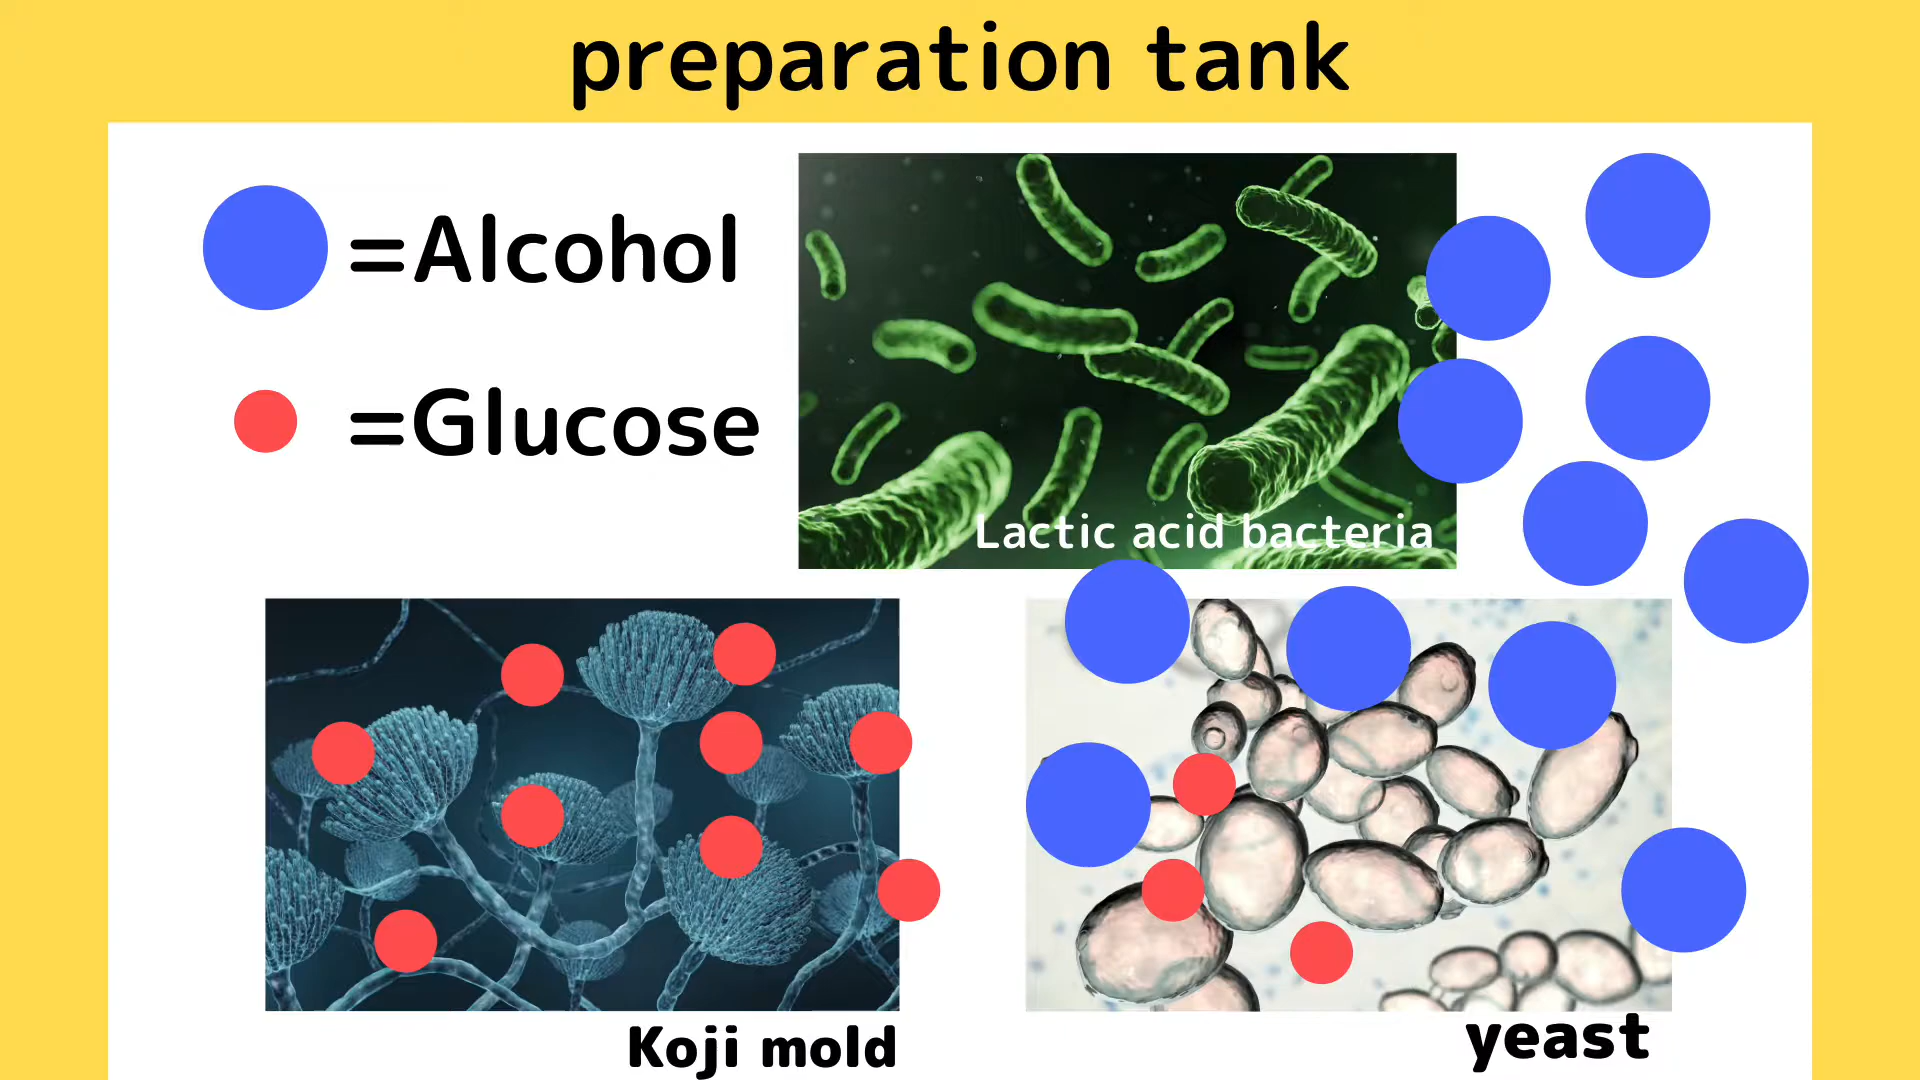 preparation tank
=Alcohol
=Glucose
Lactic acid bacteria
Koji mold
yeast